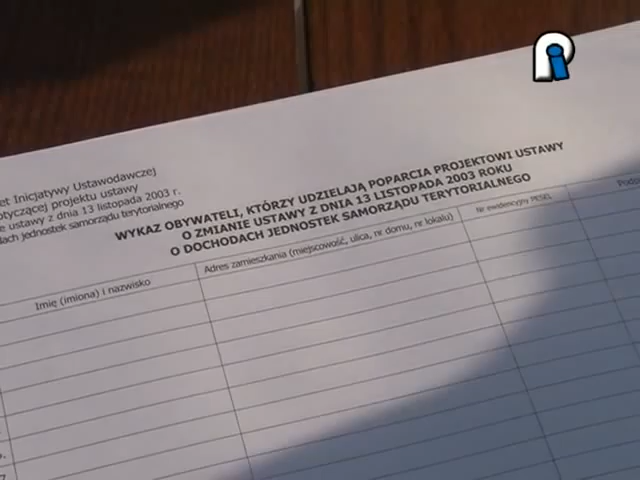 et Inicjatywy Ustawodawczej
otyczącej projektu ustawy
e ustawy z dnia 13 listopada 2003 r.
dach jednostek samorządu terytorialnego
WYKAZ OBYWATELI, KTÓRZY UDZIELAJĄ POPARCIA PROJEKTOWI USTAWY
O ZMIANIE USTAWY Z DNIA 13 LISTOPADA 2003 ROKU
O DOCHODACH JEDNOSTEK SAMORZĄDU TERYTORIALNEGO
Imię (imiona) i nazwisko
Adres zamieszkania (miejscowość, ulica, nr domu, nr lokalu)
Nr ewidencyjny PESEL